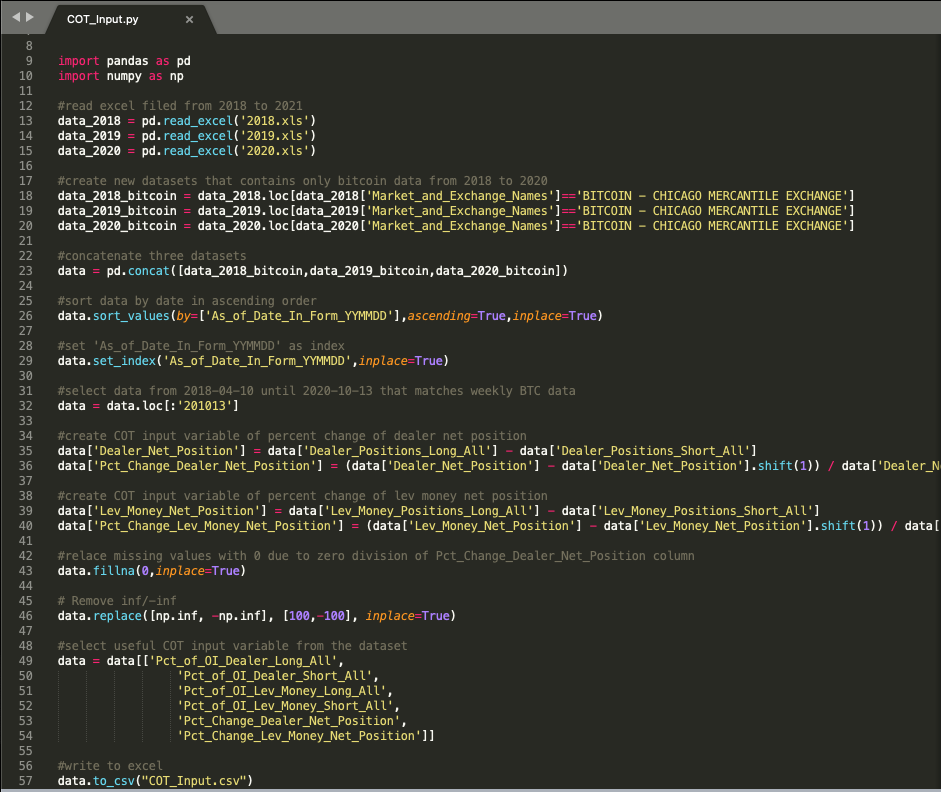 COT_Input.py ×
8
9 import pandas as pd
10 import numpy as np
11
12 #read excel filed from 2018 to 2021
13 data_2018 = pd.read_excel('2018.xls')
14 data_2019 = pd.read_excel('2019.xls')
15 data_2020 = pd.read_excel('2020.xls')
16
17 #create new datasets that contains only bitcoin data from 2018 to 2020
18 data_2018_bitcoin = data_2018.loc[data_2018['Market_and_Exchange_Names']=='BITCOIN - CHICAGO MERCANTILE EXCHANGE']
19 data_2019_bitcoin = data_2019.loc[data_2019['Market_and_Exchange_Names']=='BITCOIN - CHICAGO MERCANTILE EXCHANGE']
20 data_2020_bitcoin = data_2020.loc[data_2020['Market_and_Exchange_Names']=='BITCOIN - CHICAGO MERCANTILE EXCHANGE']
21
22 #concatenate three datasets
23 data = pd.concat([data_2018_bitcoin,data_2019_bitcoin,data_2020_bitcoin])
24
25 #sort data by date in ascending order
26 data.sort_values(by=['As_of_Date_In_Form_YYMMDD'],ascending=True,inplace=True)
27
28 #set 'As_of_Date_In_Form_YYMMDD' as index
29 data.set_index('As_of_Date_In_Form_YYMMDD',inplace=True)
30
31 #select data from 2018-04-10 until 2020-10-13 that matches weekly BTC data
32 data = data.loc[:'201013']
33
34 #create COT input variable of percent change of dealer net position
35 data['Dealer_Net_Position'] = data['Dealer_Positions_Long_All'] - data['Dealer_Positions_Short_All']
36 data['Pct_Change_Dealer_Net_Position'] = (data['Dealer_Net_Position'] - data['Dealer_Net_Position'].shift(1)) / data['Dealer_N
37
38 #create COT input variable of percent change of lev money net position
39 data['Lev_Money_Net_Position'] = data['Lev_Money_Positions_Long_All'] - data['Lev_Money_Positions_Short_All']
40 data['Pct_Change_Lev_Money_Net_Position'] = (data['Lev_Money_Net_Position'] - data['Lev_Money_Net_Position'].shift(1)) / data[
41
42 #relace missing values with 0 due to zero division of Pct_Change_Dealer_Net_Position column
43 data.fillna(0,inplace=True)
44
45 # Remove inf/-inf
46 data.replace([np.inf, -np.inf], [100,-100], inplace=True)
47
48 #select useful COT input variable from the dataset
49 data = data[['Pct_of_OI_Dealer_Long_All',
50 'Pct_of_OI_Dealer_Short_All',
51 'Pct_of_OI_Lev_Money_Long_All',
52 'Pct_of_OI_Lev_Money_Short_All',
53 'Pct_Change_Dealer_Net_Position',
54 'Pct_Change_Lev_Money_Net_Position']]
55
56 #write to excel
57 data.to_csv("COT_Input.csv")